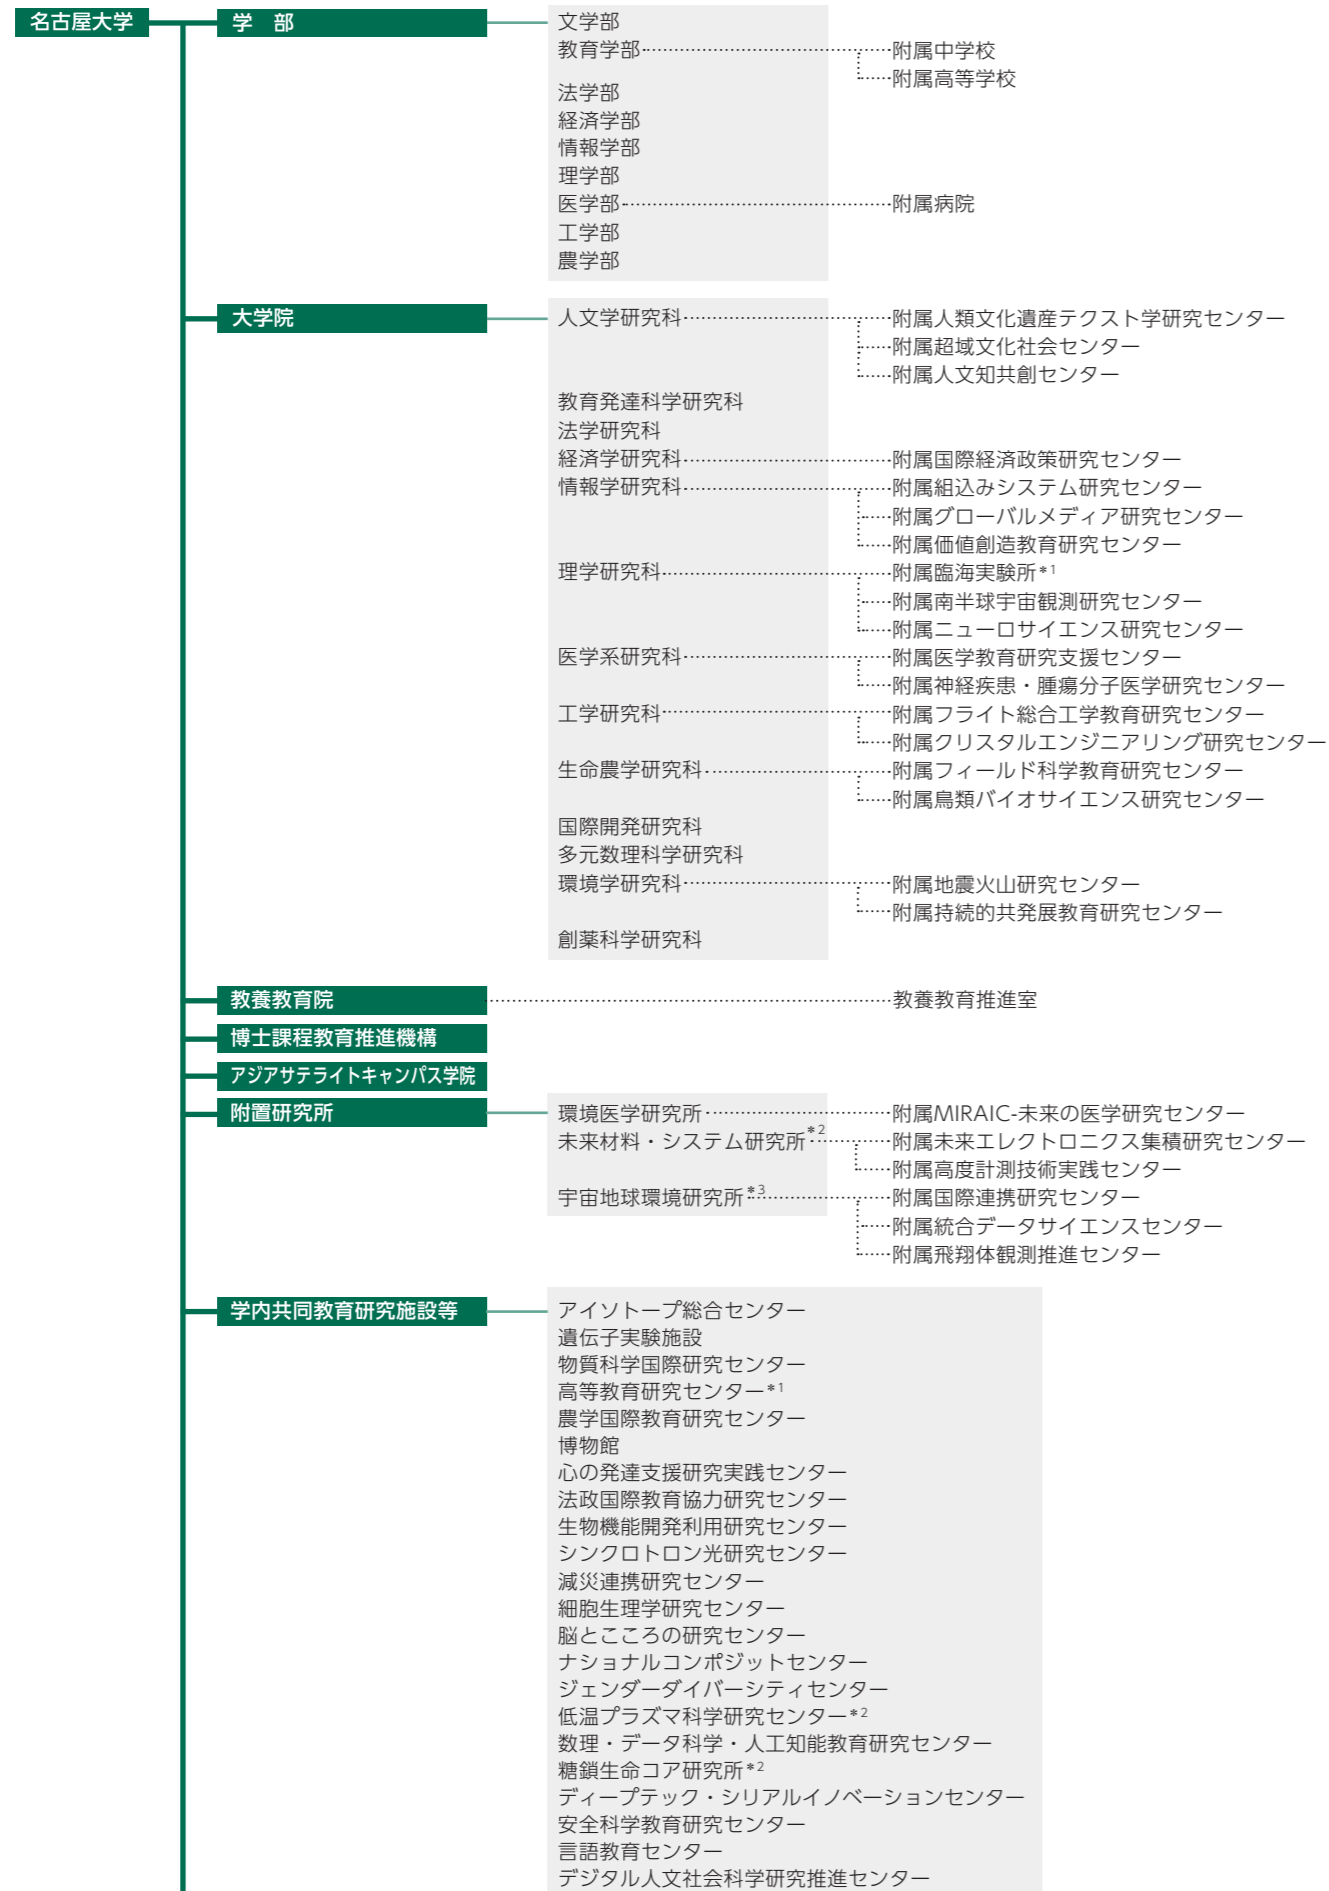 名古屋大学
学 部
文学部
教育学部
附属中学校
附属高等学校
法学部
経済学部
情報学部
理学部
医学部
附属病院
工学部
農学部
大学院
人文学研究科
附属人類文化遺産テクスト学研究センター
附属超域文化社会センター
附属人文知共創センター
教育発達科学研究科
法学研究科
経済学研究科
附属国際経済政策研究センター
情報学研究科
附属組込みシステム研究センター
附属グローバルメディア研究センター
附属価値創造教育研究センター
理学研究科
附属臨海実験所*1
附属南半球宇宙観測研究センター
附属ニューロサイエンス研究センター
医学系研究科
附属医学教育研究支援センター
附属神経疾患・腫瘍分子医学研究センター
工学研究科
附属フライト総合工学教育研究センター
附属クリスタルエンジニアリング研究センター
生命農学研究科
附属フィールド科学教育研究センター
附属鳥類バイオサイエンス研究センター
国際開発研究科
多元数理科学研究科
環境学研究科
附属地震火山研究センター
附属持続的共発展教育研究センター
創薬科学研究科
教養教育院
教養教育推進室
博士課程教育推進機構
アジアサテライトキャンパス学院
附置研究所
環境医学研究所
附属MIRAIC-未来の医学研究センター
未来材料・システム研究所*2
附属未来エレクトロニクス集積研究センター
附属高度計測技術実践センター
宇宙地球環境研究所*3
附属国際連携研究センター
附属統合データサイエンスセンター
附属飛翔体観測推進センター
学内共同教育研究施設等
アイソトープ総合センター
遺伝子実験施設
物質科学国際研究センター
高等教育研究センター*1
農学国際教育研究センター
博物館
心の発達支援研究実践センター
法政国際教育協力研究センター
生物機能開発利用研究センター
シンクロトロン光研究センター
減災連携研究センター
細胞生理学研究センター
脳とこころの研究センター
ナショナルコンポジットセンター
ジェンダーダイバーシティセンター
低温プラズマ科学研究センター*2
数理・データ科学・人工知能教育研究センター
糖鎖生命コア研究所*2
ディープテック・シリアルイノベーションセンター
安全科学教育研究センター
言語教育センター
デジタル人文社会科学研究推進センター